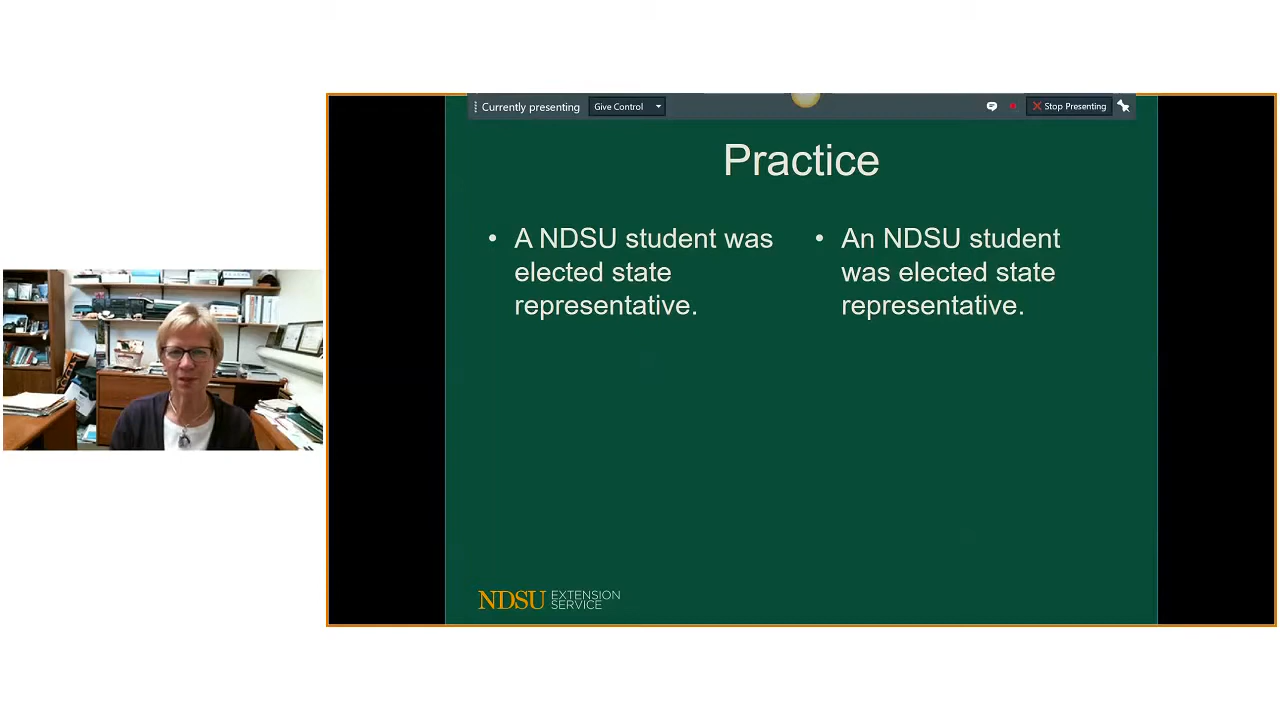 Currently presenting Give Control Stop Presenting
Practice
• A NDSU student was
elected state
representative.
• An NDSU student
was elected state
representative.
NDSU EXTENSION
SERVICE